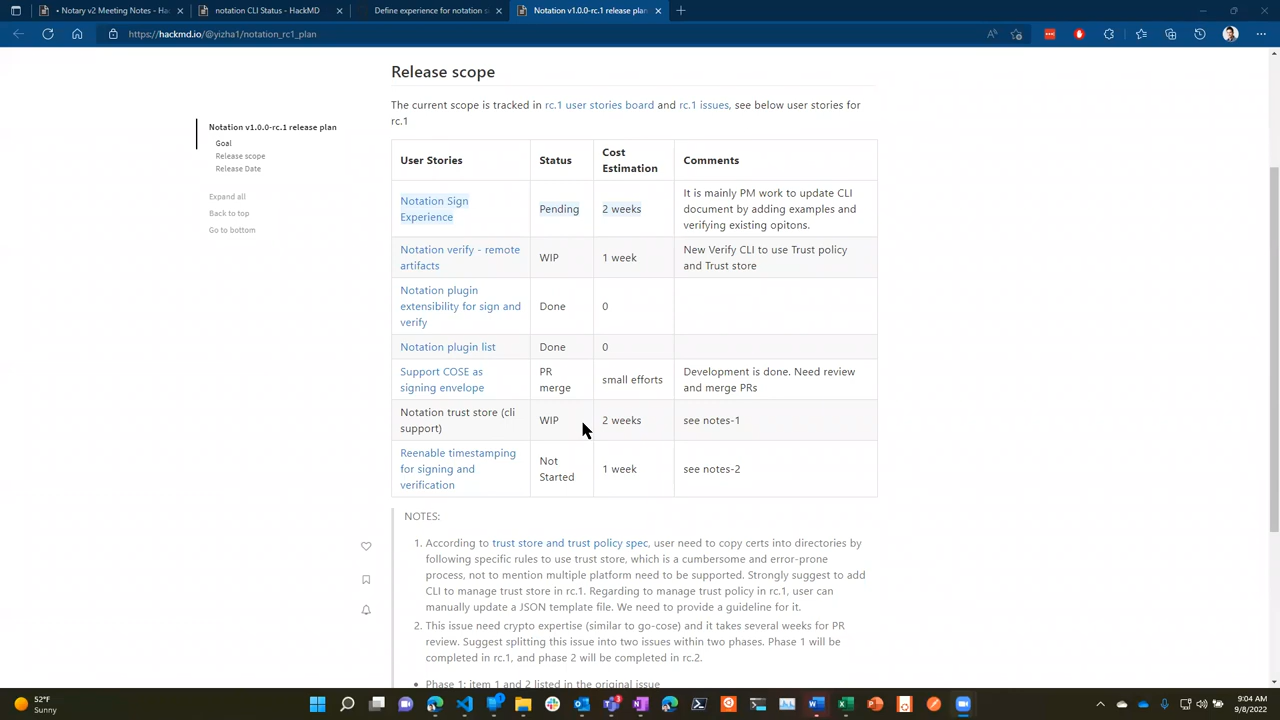 • Notary v2 Meeting Notes - Ha
notation CLI Status - HackMD
Define experience for notation s
Notation v1.0.0-rc.1 release plan
https://hackmd.io/@yizha1/notation_rc1_plan
Notation v1.0.0-rc.1 release plan
Goal
Release scope
Release Date
Expand all
Back to top
Go to bottom
Release scope
The current scope is tracked in rc.1 user stories board and rc.1 issues, see below user stories for
rc.1
User Stories
Status
Cost
Estimation
Comments
Notation Sign
Experience
Pending
2 weeks
It is mainly PM work to update CLI
document by adding examples and
verifying existing opitons.
Notation verify - remote
artifacts
WIP
1 week
New Verify CLI to use Trust policy
and Trust store
Notation plugin
extensibility for sign and
verify
Done
0
Notation plugin list
Done
0
Support COSE as
signing envelope
PR
merge
small efforts
Development is done. Need review
and merge PRs
Notation trust store (cli
support)
WIP
2 weeks
see notes-1
Reenable timestamping
for signing and
verification
Not
Started
1 week
see notes-2
NOTES:
1. According to trust store and trust policy spec, user need to copy certs into directories by
following specific rules to use trust store, which is a cumbersome and error-prone
process, not to mention multiple platform need to be supported. Strongly suggest to add
CLI to manage trust store in rc.1. Regarding to manage trust policy in rc.1, user can
manually update a JSON template file. We need to provide a guideline for it.
2. This issue need crypto expertise (similar to go-cose) and it takes several weeks for PR
review. Suggest splitting this issue into two issues within two phases. Phase 1 will be
completed in rc.1, and phase 2 will be completed in rc.2.
• Phase 1: item 1 and 2 listed in the original issue
52°F
Sunny
9:04 AM
9/8/2022